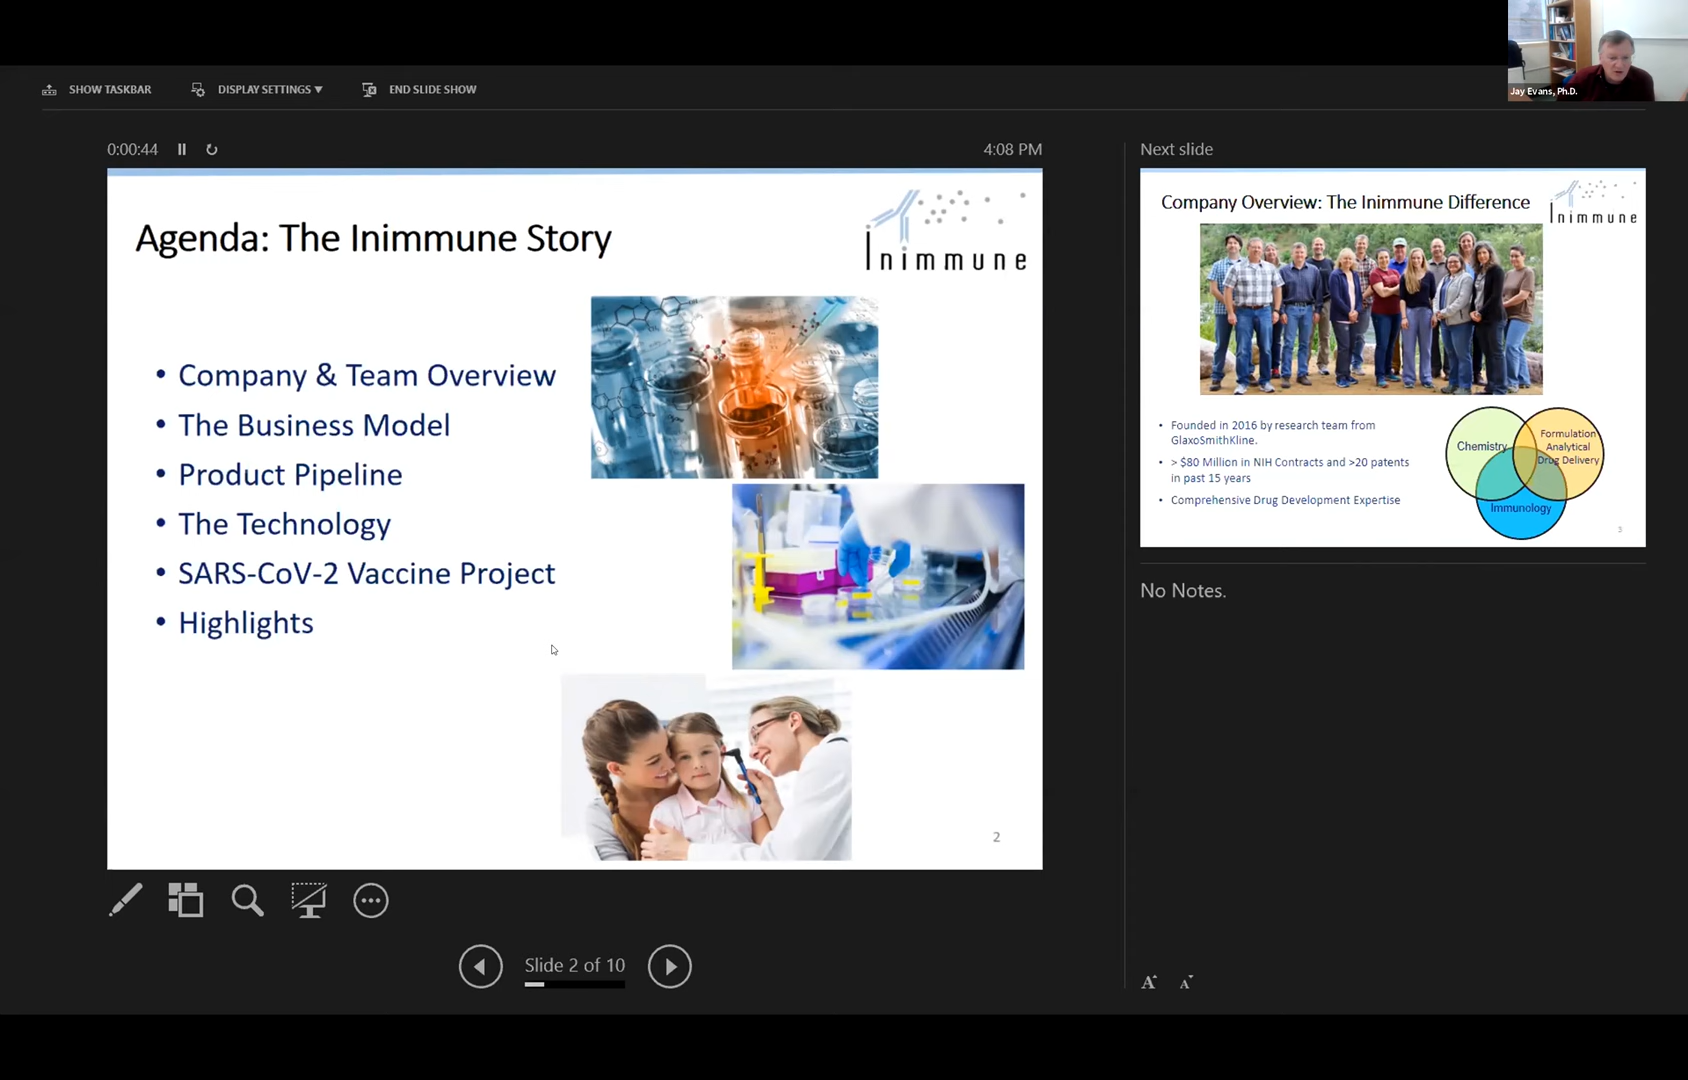 Jay Evans, Ph.D.
SHOW TASKBAR
DISPLAY SETTINGS ▼
END SLIDE SHOW
0:00:44
4:08 PM
Agenda: The Inimmune Story
Inimmune
• Company & Team Overview
• The Business Model
• Product Pipeline
• The Technology
• SARS-CoV-2 Vaccine Project
• Highlights
2
Slide 2 of 10
Next slide
Company Overview: The Inimmune Difference
Inimmune
• Founded in 2016 by research team from
GlaxoSmithKline.
• > $80 Million in NIH Contracts and >20 patents
in past 15 years
• Comprehensive Drug Development Expertise
Chemistry
Formulation
Analytical
Drug Delivery
Immunology
3
No Notes.
A A